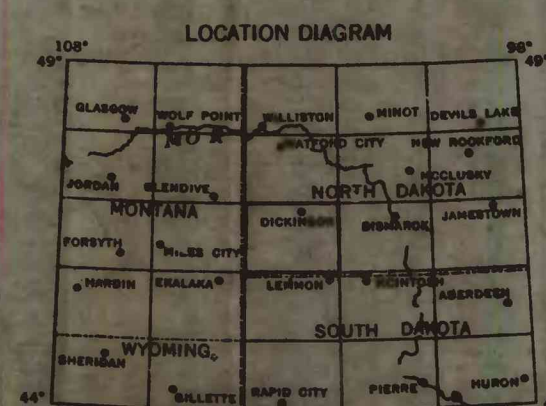 LOCATION DIAGRAM
108° 98°
49° 49°
GLASGOW WOLF POINT WILLISTON MINOT DEVILS LAKE
MO R
WATFORD CITY NEW ROCKFORD
MCCLUSKY
JORDAN GLENDIVE NORTH DAKOTA
MONTANA DICKINSON BISMARCK JAMESTOWN
FORSYTH MILES CITY
HARDIN EKALAKA LEMMON MCINTOSH ABERDEEN
SOUTH DAKOTA
WYOMING
SHERIDAN
GILLETTE RAPID CITY PIERRE HURON
44°